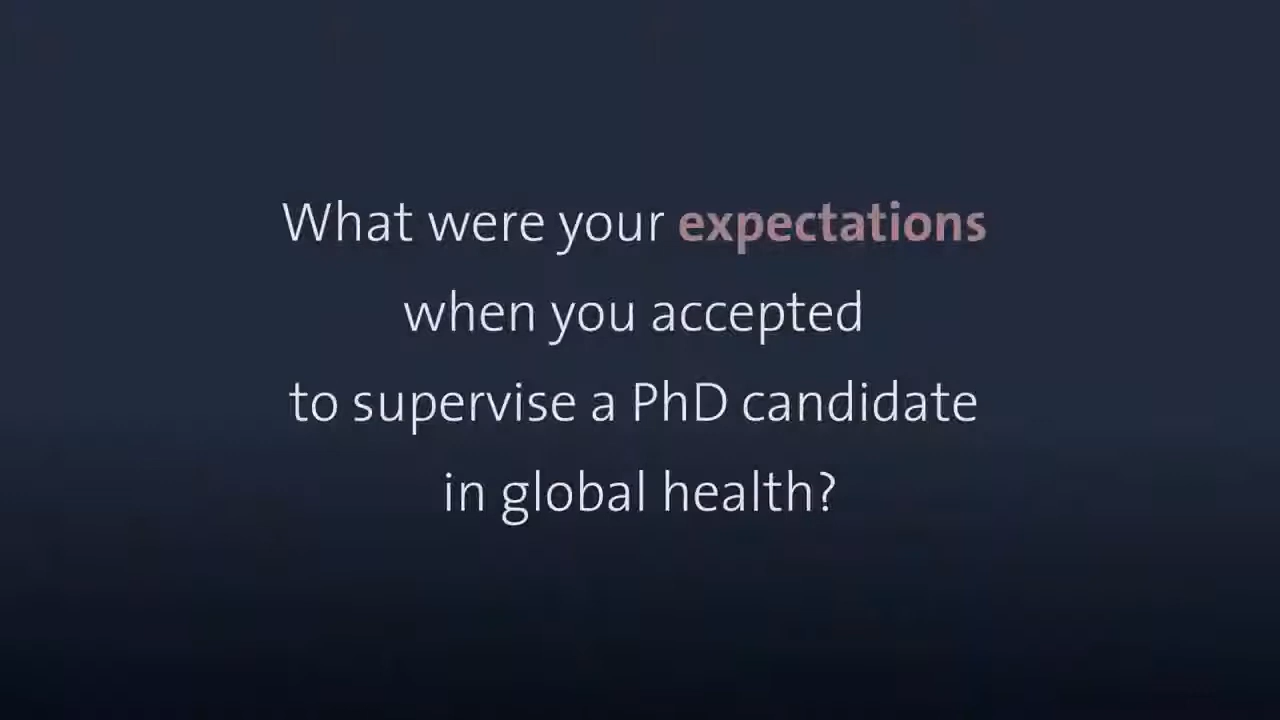 What were your expectations
when you accepted
to supervise a PhD candidate
in global health?